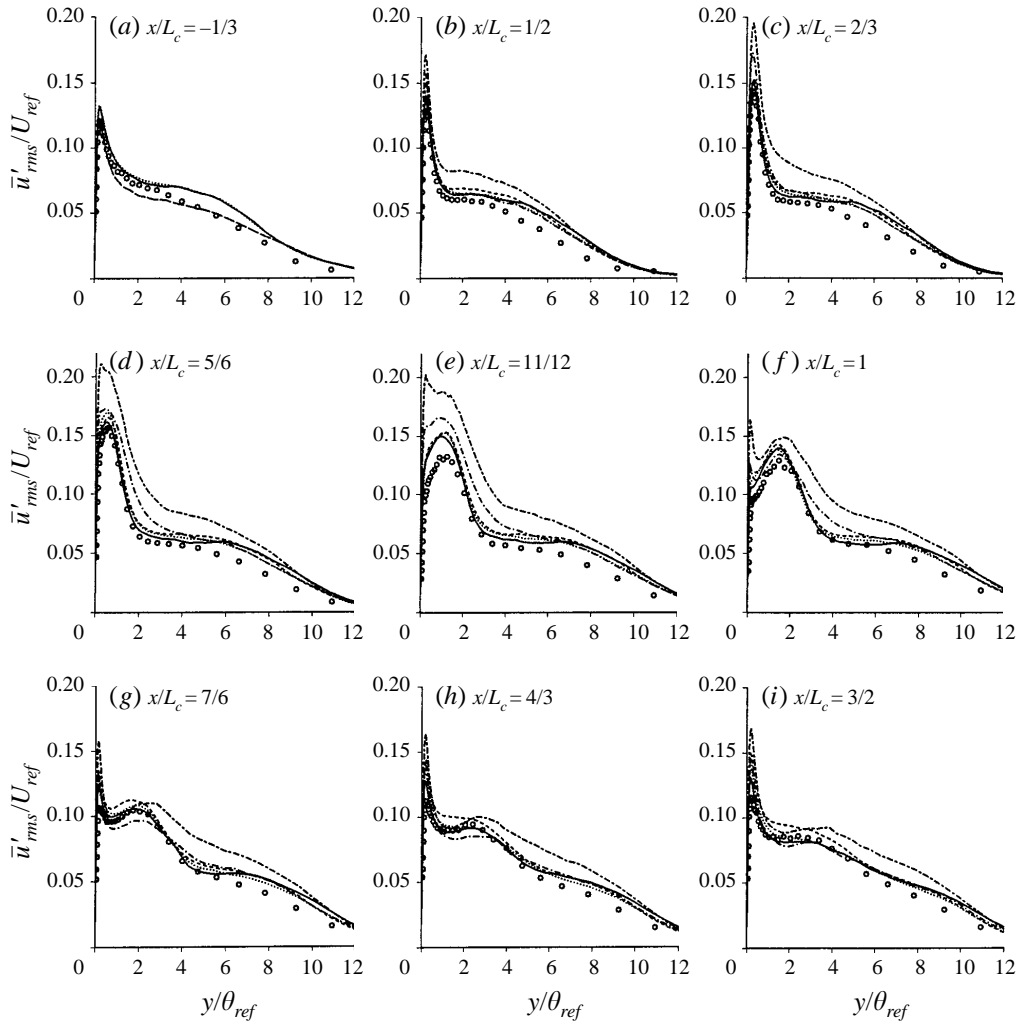 (a) x/L_c = –1/3
(b) x/L_c = 1/2
(c) x/L_c = 2/3
0.20
0.20
0.20
0.15
0.15
0.15
ū′_rms/U_ref
0.10
0.10
0.10
0.05
0.05
0.05
0 2 4 6 8 10 12
0 2 4 6 8 10 12
0 2 4 6 8 10 12
(d) x/L_c = 5/6
(e) x/L_c = 11/12
(f) x/L_c = 1
0.20
0.20
0.20
0.15
0.15
0.15
ū′_rms/U_ref
0.10
0.10
0.10
0.05
0.05
0.05
0 2 4 6 8 10 12
0 2 4 6 8 10 12
0 2 4 6 8 10 12
0.20
0.20
0.20
(g) x/L_c = 7/6
(h) x/L_c = 4/3
(i) x/L_c = 3/2
0.15
0.15
0.15
ū′_rms/U_ref
0.10
0.10
0.10
0.05
0.05
0.05
0 2 4 6 8 10 12
0 2 4 6 8 10 12
0 2 4 6 8 10 12
y/θ_ref
y/θ_ref
y/θ_ref